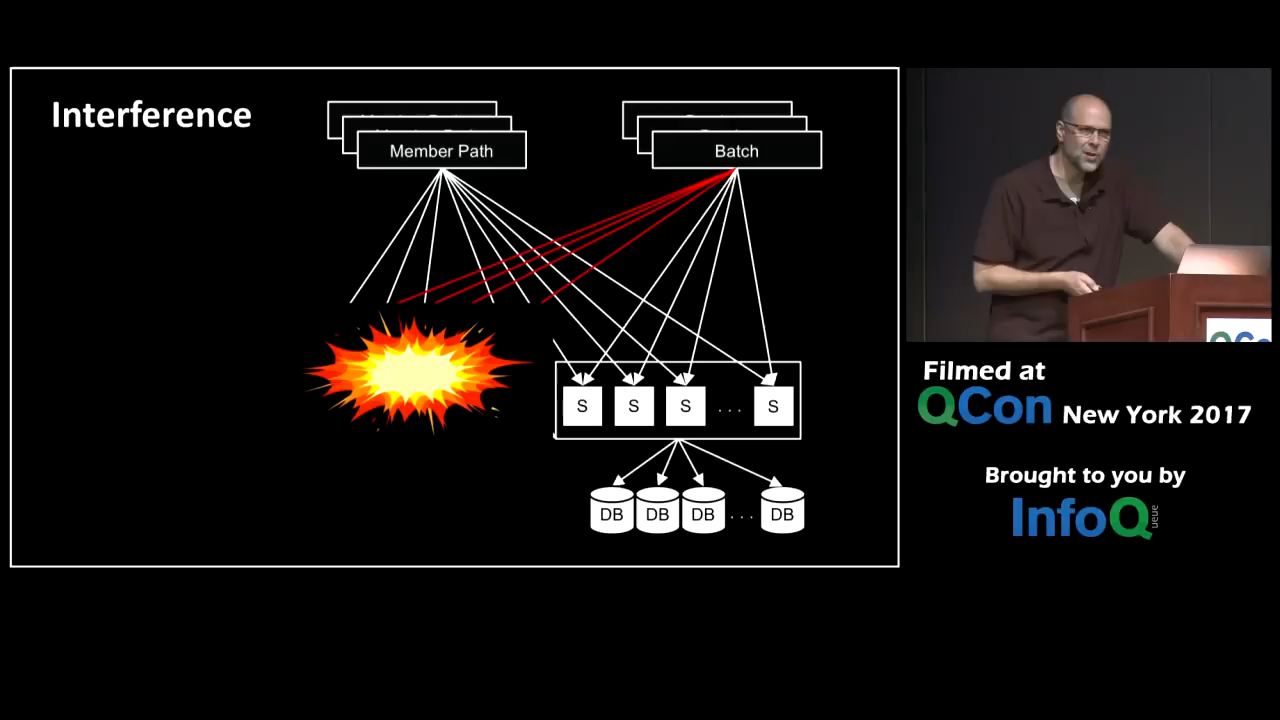 Interference
Member Path
Batch
S
S
S
. . .
S
DB
DB
DB
. . .
DB
Filmed at
QCon New York 2017
Brought to you by
InfoQ
ueue